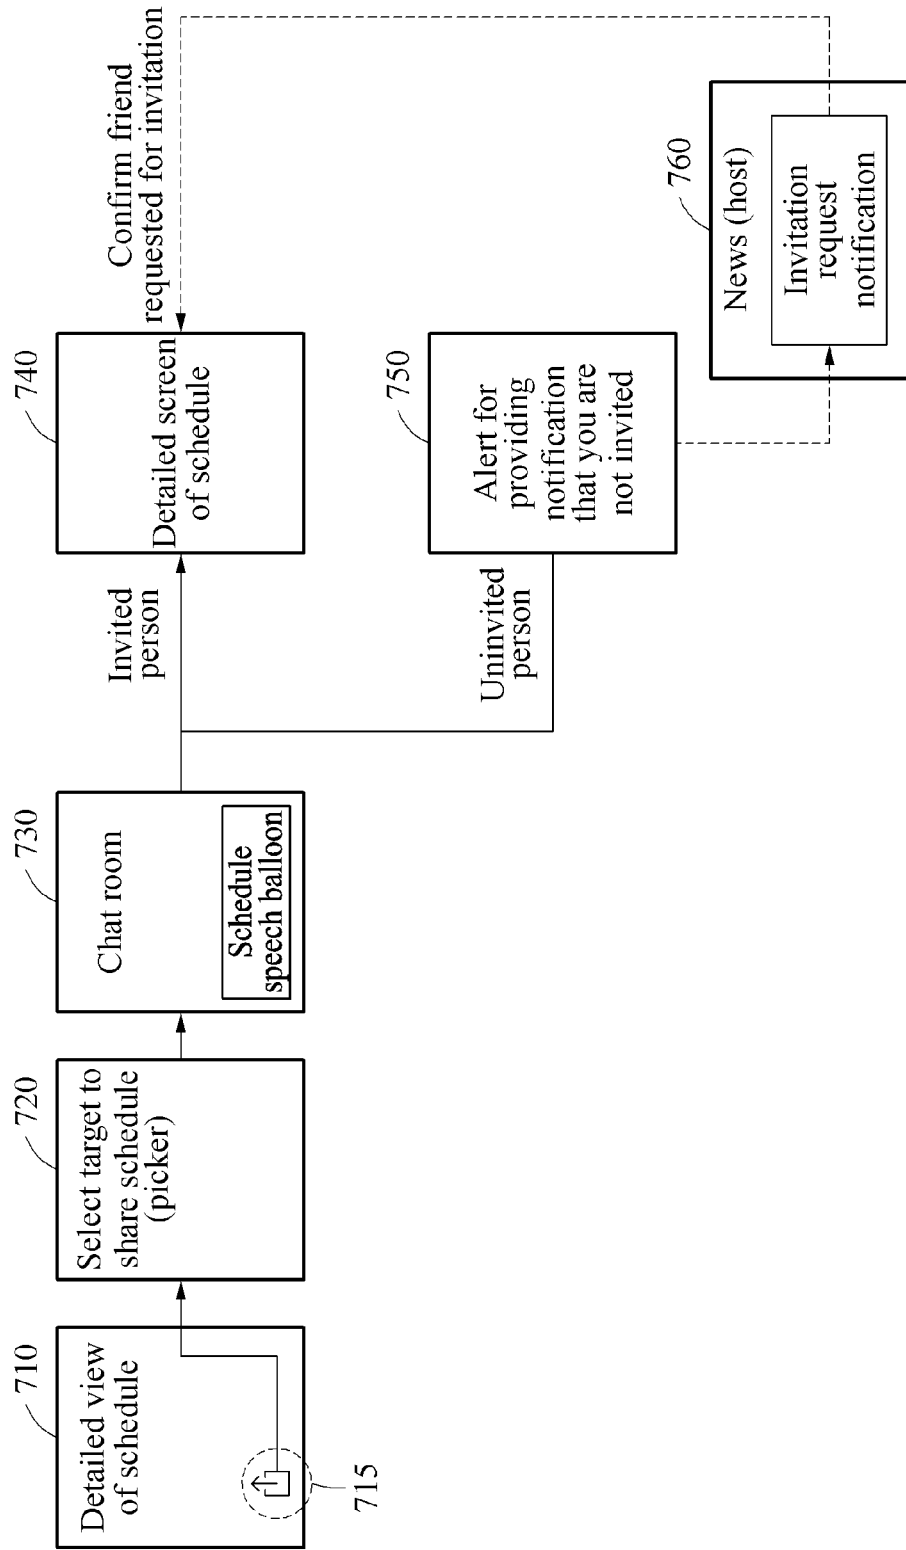 710
Detailed view
of schedule
715
720
Select target to
share schedule
(picker)
730
Chat room
Schedule
speech balloon
Invited
person
740
Detailed screen
of schedule
Confirm friend
requested for invitation
Uninvited
person
750
Alert for
providing
notification
that you are
not invited
760
News (host)
Invitation
request
notification